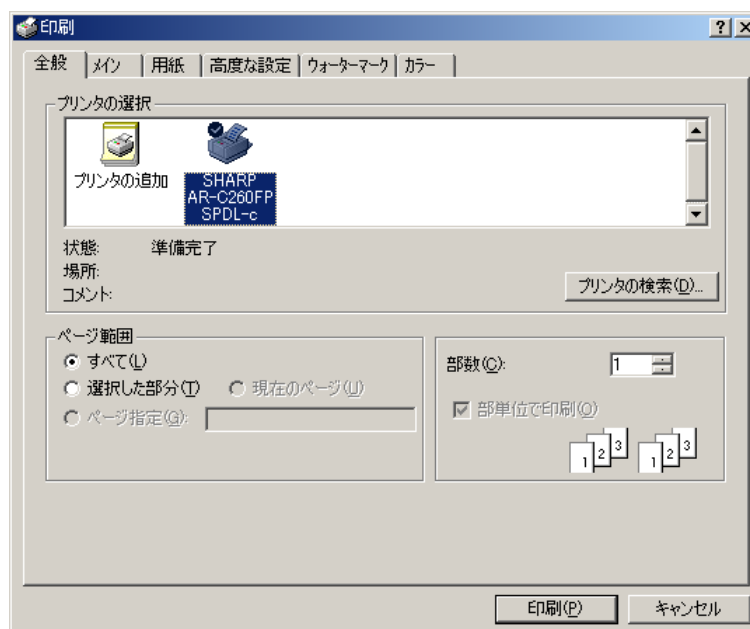 印刷
全般 メイン 用紙 高度な設定 ウォーターマーク カラー
プリンタの選択
プリンタの追加
SHARP
AR-C260FP
SPDL-c
状態: 準備完了
場所:
コメント:
プリンタの検索(D)...
ページ範囲
すべて(L)
選択した部分(T) 現在のページ(U)
ページ指定(G):
部数(C): 1
部単位で印刷(O)
1 2 3 1 2 3
印刷(P) キャンセル